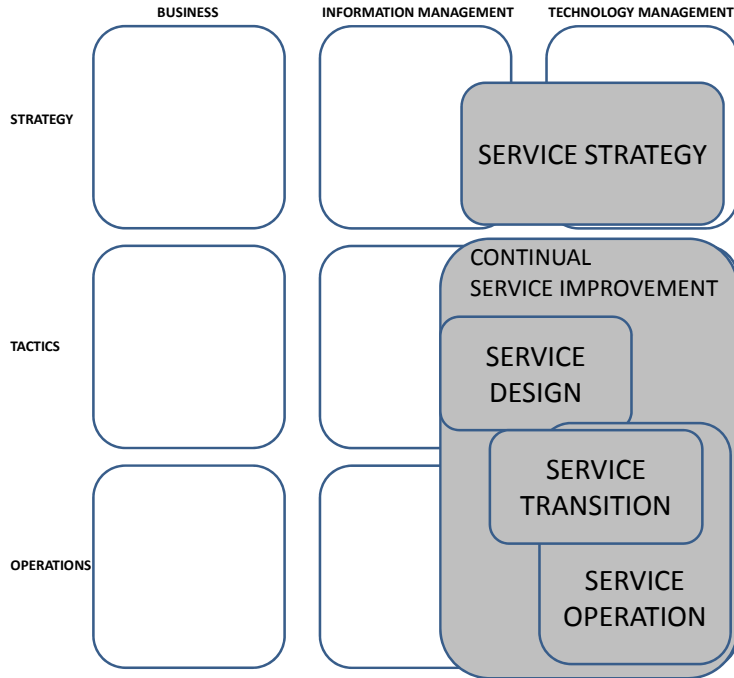 BUSINESS
INFORMATION MANAGEMENT
TECHNOLOGY MANAGEMENT
STRATEGY
SERVICE STRATEGY
CONTINUAL
SERVICE IMPROVEMENT
TACTICS
SERVICE
DESIGN
SERVICE
TRANSITION
OPERATIONS
SERVICE
OPERATION